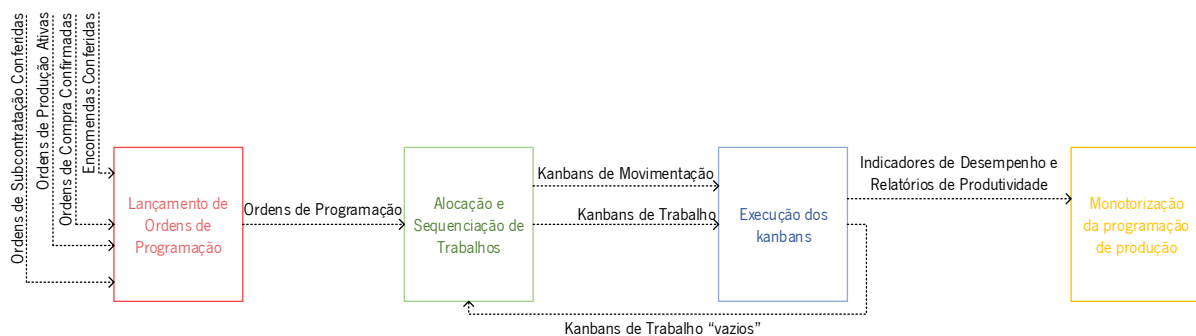 Ordens de Subcontratação Conferidas
Ordens de Produção Ativas
Ordens de Compra Confirmadas
Encomendas Conferidas
Lançamento de
Ordens de
Programação
Ordens de Programação
Alocação e
Sequenciação de
Trabalhos
Kanbans de Movimentação
Kanbans de Trabalho
Execução dos
kanbans
Indicadores de Desempenho e
Relatórios de Produtividade
Monotorização
da programação
de produção
Kanbans de Trabalho “vazios”